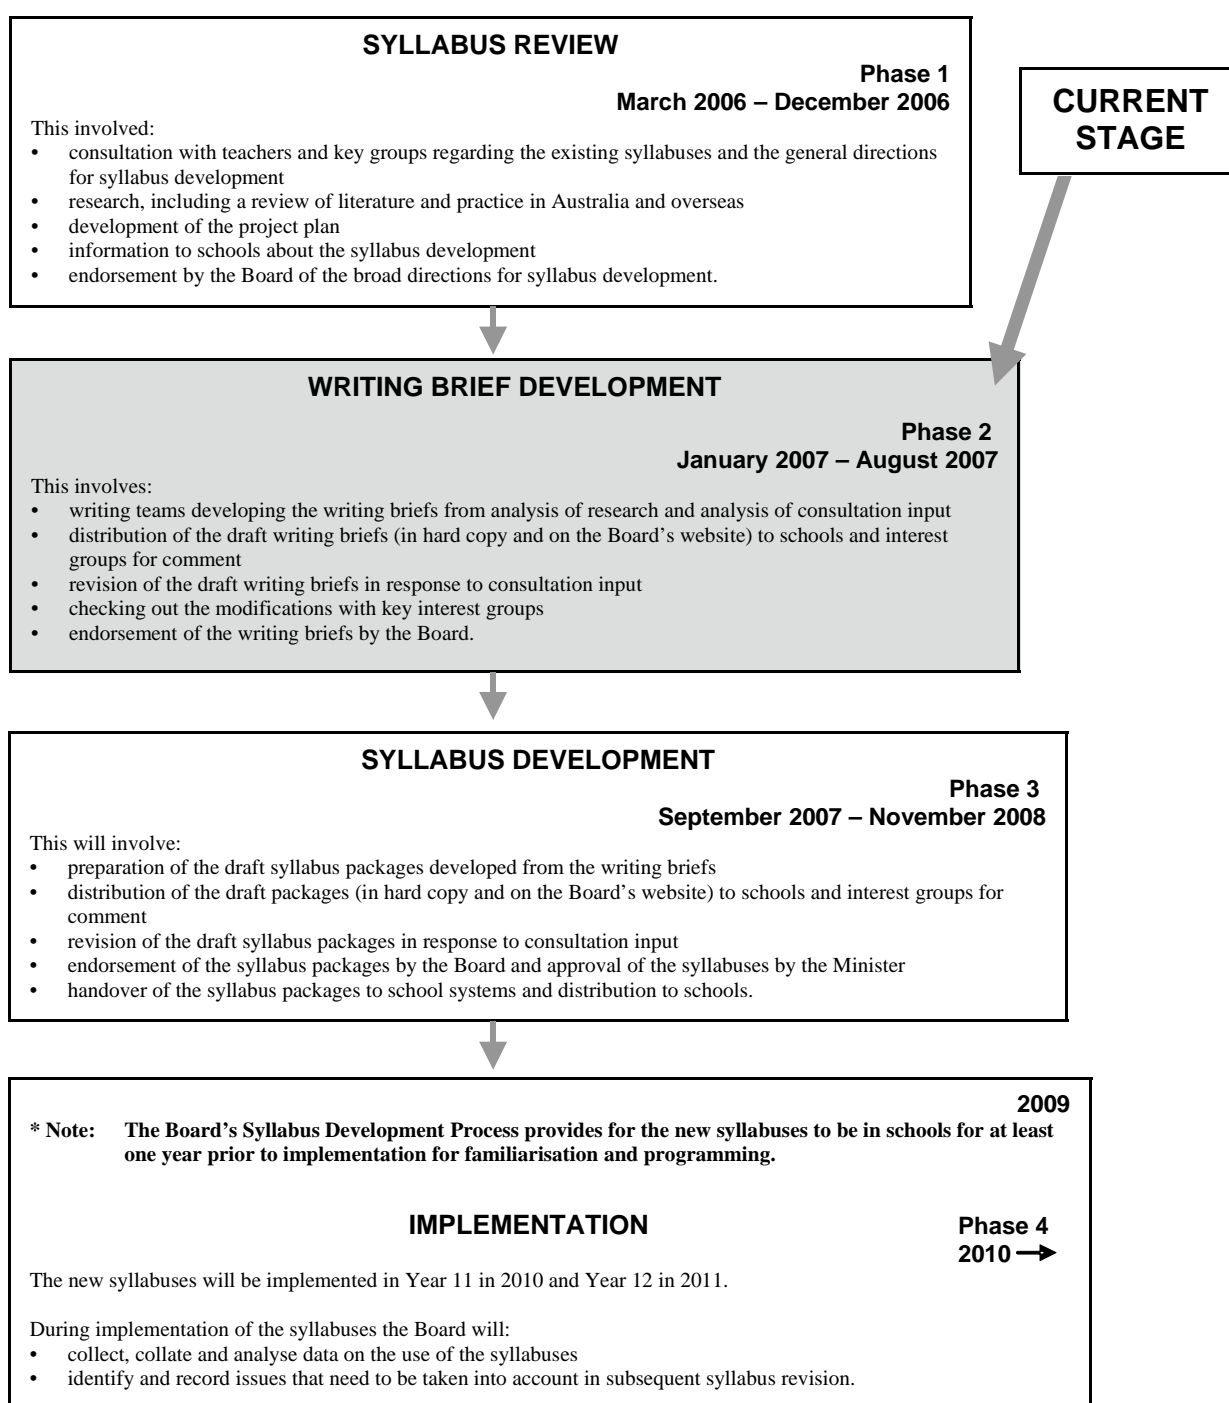 SYLLABUS REVIEW
Phase 1
March 2006 – December 2006
This involved:
• consultation with teachers and key groups regarding the existing syllabuses and the general directions
for syllabus development
• research, including a review of literature and practice in Australia and overseas
• development of the project plan
• information to schools about the syllabus development
• endorsement by the Board of the broad directions for syllabus development.
CURRENT
STAGE
WRITING BRIEF DEVELOPMENT
Phase 2
January 2007 – August 2007
This involves:
• writing teams developing the writing briefs from analysis of research and analysis of consultation input
• distribution of the draft writing briefs (in hard copy and on the Board’s website) to schools and interest
groups for comment
• revision of the draft writing briefs in response to consultation input
• checking out the modifications with key interest groups
• endorsement of the writing briefs by the Board.
SYLLABUS DEVELOPMENT
Phase 3
September 2007 – November 2008
This will involve:
• preparation of the draft syllabus packages developed from the writing briefs
• distribution of the draft packages (in hard copy and on the Board’s website) to schools and interest groups for
comment
• revision of the draft syllabus packages in response to consultation input
• endorsement of the syllabus packages by the Board and approval of the syllabuses by the Minister
• handover of the syllabus packages to school systems and distribution to schools.
2009
* Note: The Board’s Syllabus Development Process provides for the new syllabuses to be in schools for at least
one year prior to implementation for familiarisation and programming.
IMPLEMENTATION
Phase 4
2010
The new syllabuses will be implemented in Year 11 in 2010 and Year 12 in 2011.
During implementation of the syllabuses the Board will:
• collect, collate and analyse data on the use of the syllabuses
• identify and record issues that need to be taken into account in subsequent syllabus revision.